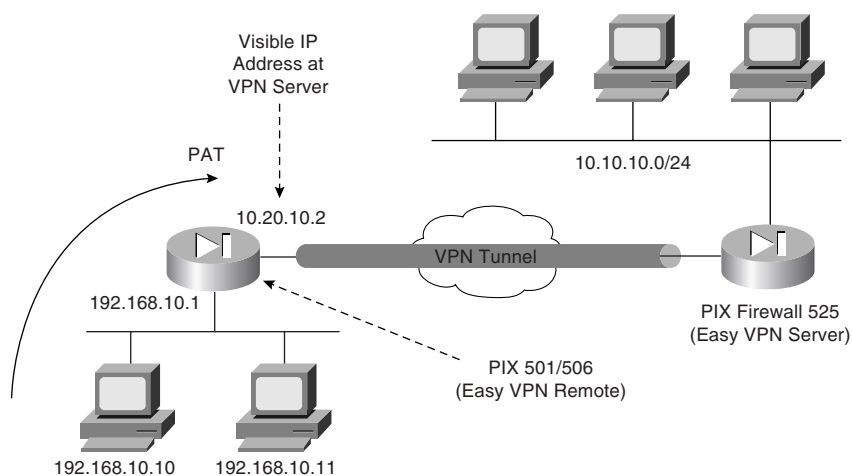 Visible IP
Address at
VPN Server
PAT
10.10.10.0/24
10.20.10.2
VPN Tunnel
192.168.10.1
PIX Firewall 525
(Easy VPN Server)
PIX 501/506
(Easy VPN Remote)
192.168.10.10
192.168.10.11